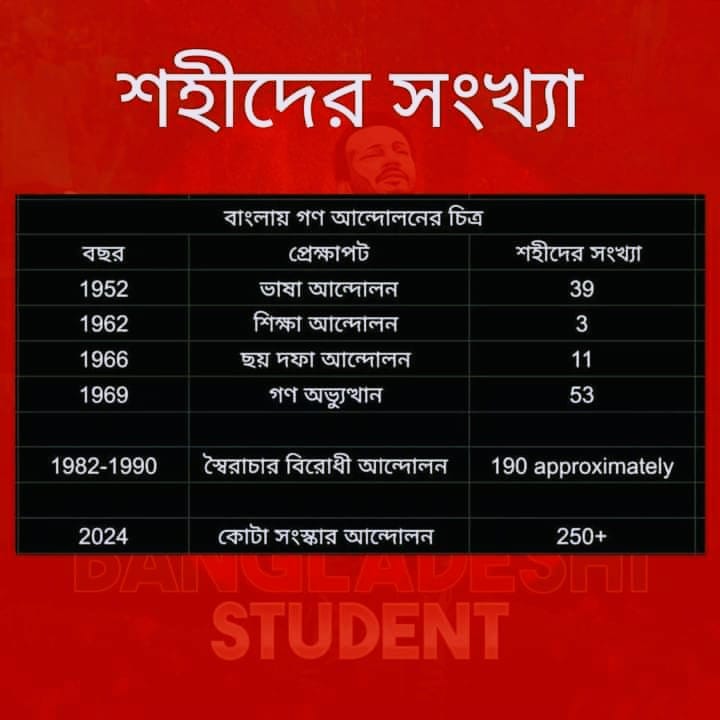 শহীদের সংখ্যা
বাংলায় গণ আন্দোলনের চিত্র
বছর প্রেক্ষাপট শহীদের সংখ্যা
1952 ভাষা আন্দোলন 39
1962 শিক্ষা আন্দোলন 3
1966 ছয় দফা আন্দোলন 11
1969 গণ অভ্যুত্থান 53
1982-1990 স্বৈরাচার বিরোধী আন্দোলন 190 approximately
2024 কোটা সংস্কার আন্দোলন 250+
BANGLADESHI
STUDENT